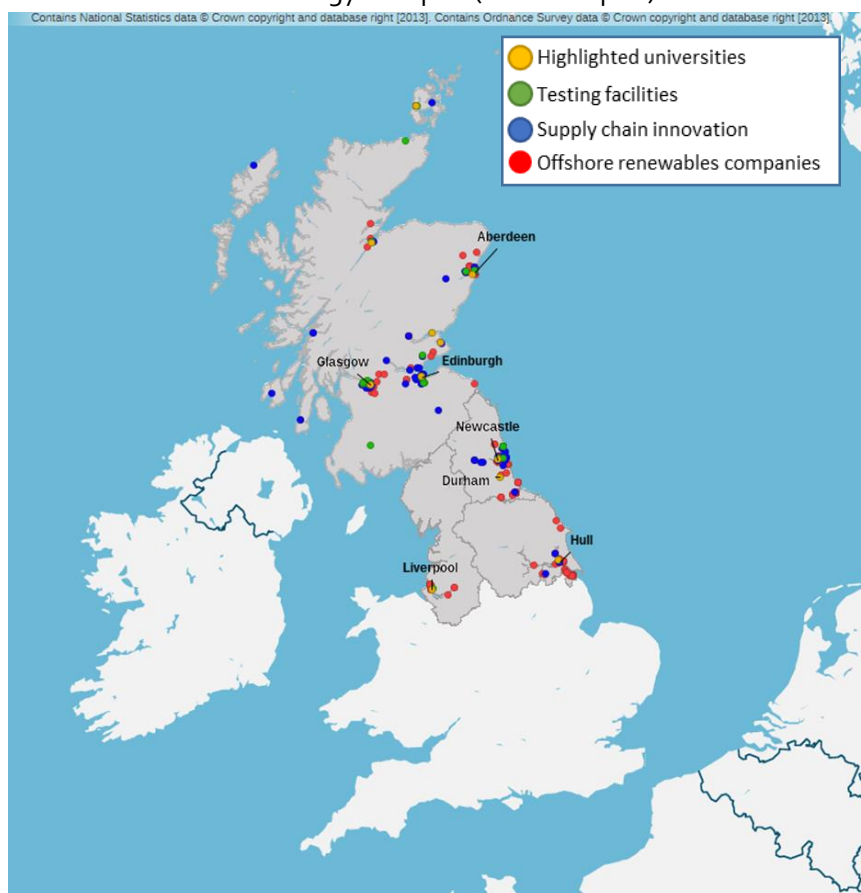 Contains National Statistics data © Crown copyright and database right [2013]. Contains Ordnance Survey data © Crown copyright and database right [2013].
Highlighted universities
Testing facilities
Supply chain innovation
Offshore renewables companies
Aberdeen
Glasgow
Edinburgh
Newcastle
Durham
Hull
Liverpool